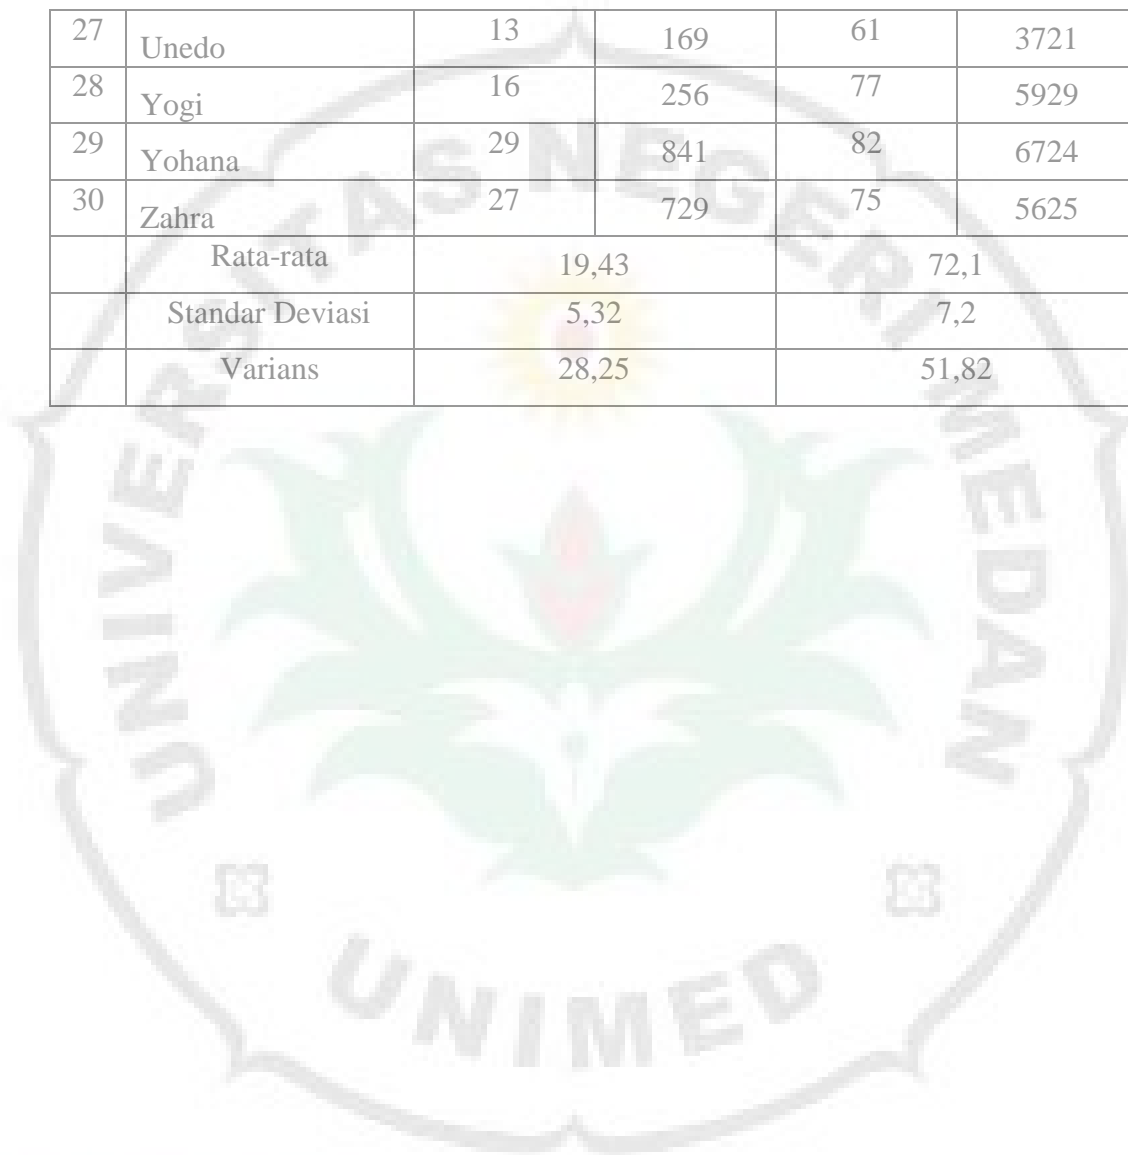 27 Unedo 13 169 61 3721
28 Yogi 16 256 77 5929
29 Yohana 29 841 82 6724
30 Zahra 27 729 75 5625
Rata-rata 19,43 72,1
Standar Deviasi 5,32 7,2
Varians 28,25 51,82
UNIVERSITAS NEGERI MEDAN
UNIMED